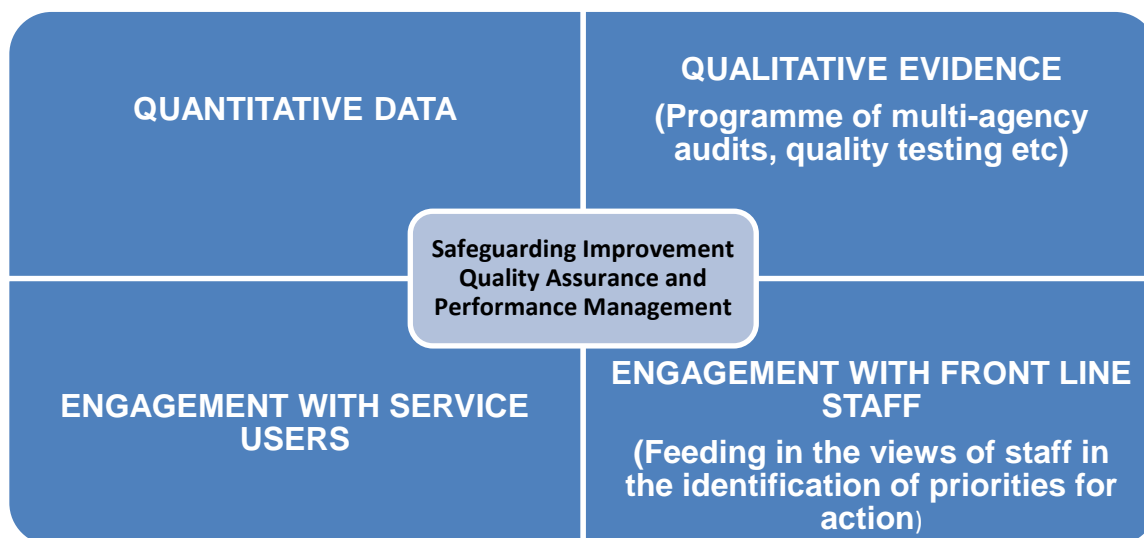 QUANTITATIVE DATA
QUALITATIVE EVIDENCE
(Programme of multi-agency
audits, quality testing etc)
Safeguarding Improvement
Quality Assurance and
Performance Management
ENGAGEMENT WITH SERVICE
USERS
ENGAGEMENT WITH FRONT LINE
STAFF
(Feeding in the views of staff in
the identification of priorities for
action)